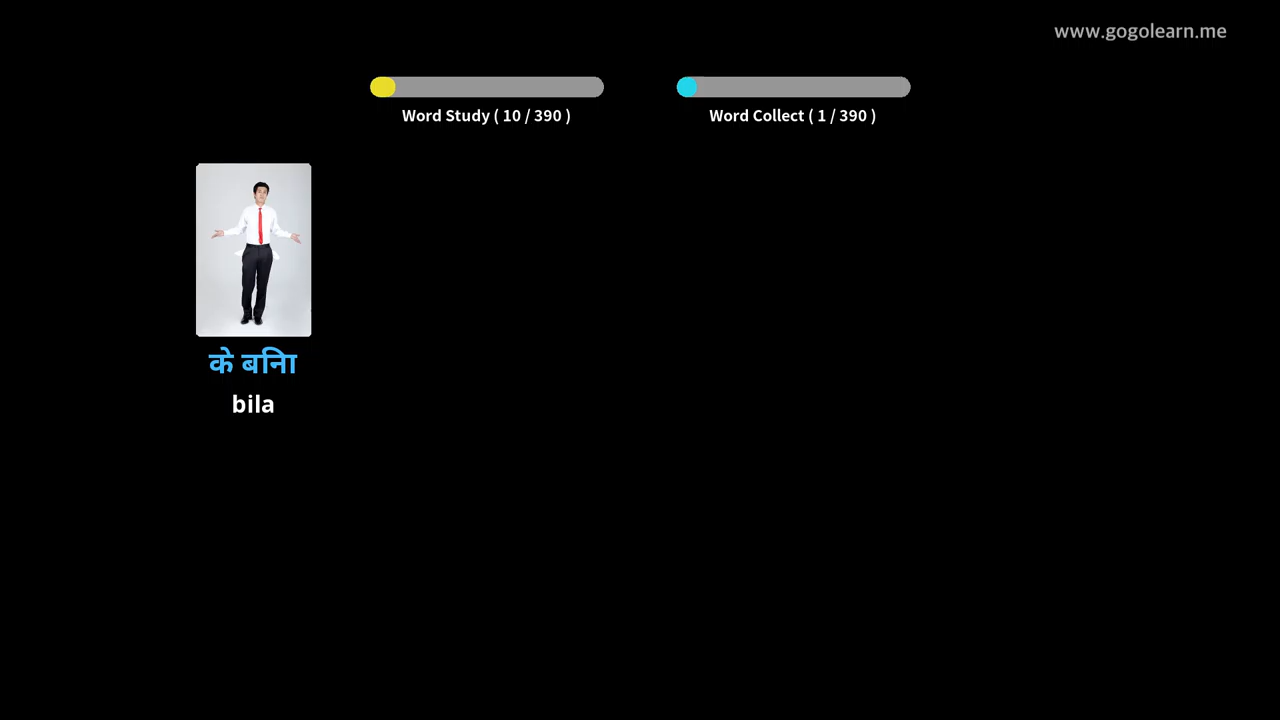 www.gogolearn.me
Word Study ( 10 / 390 )
Word Collect ( 1 / 390 )
के बिना
bila